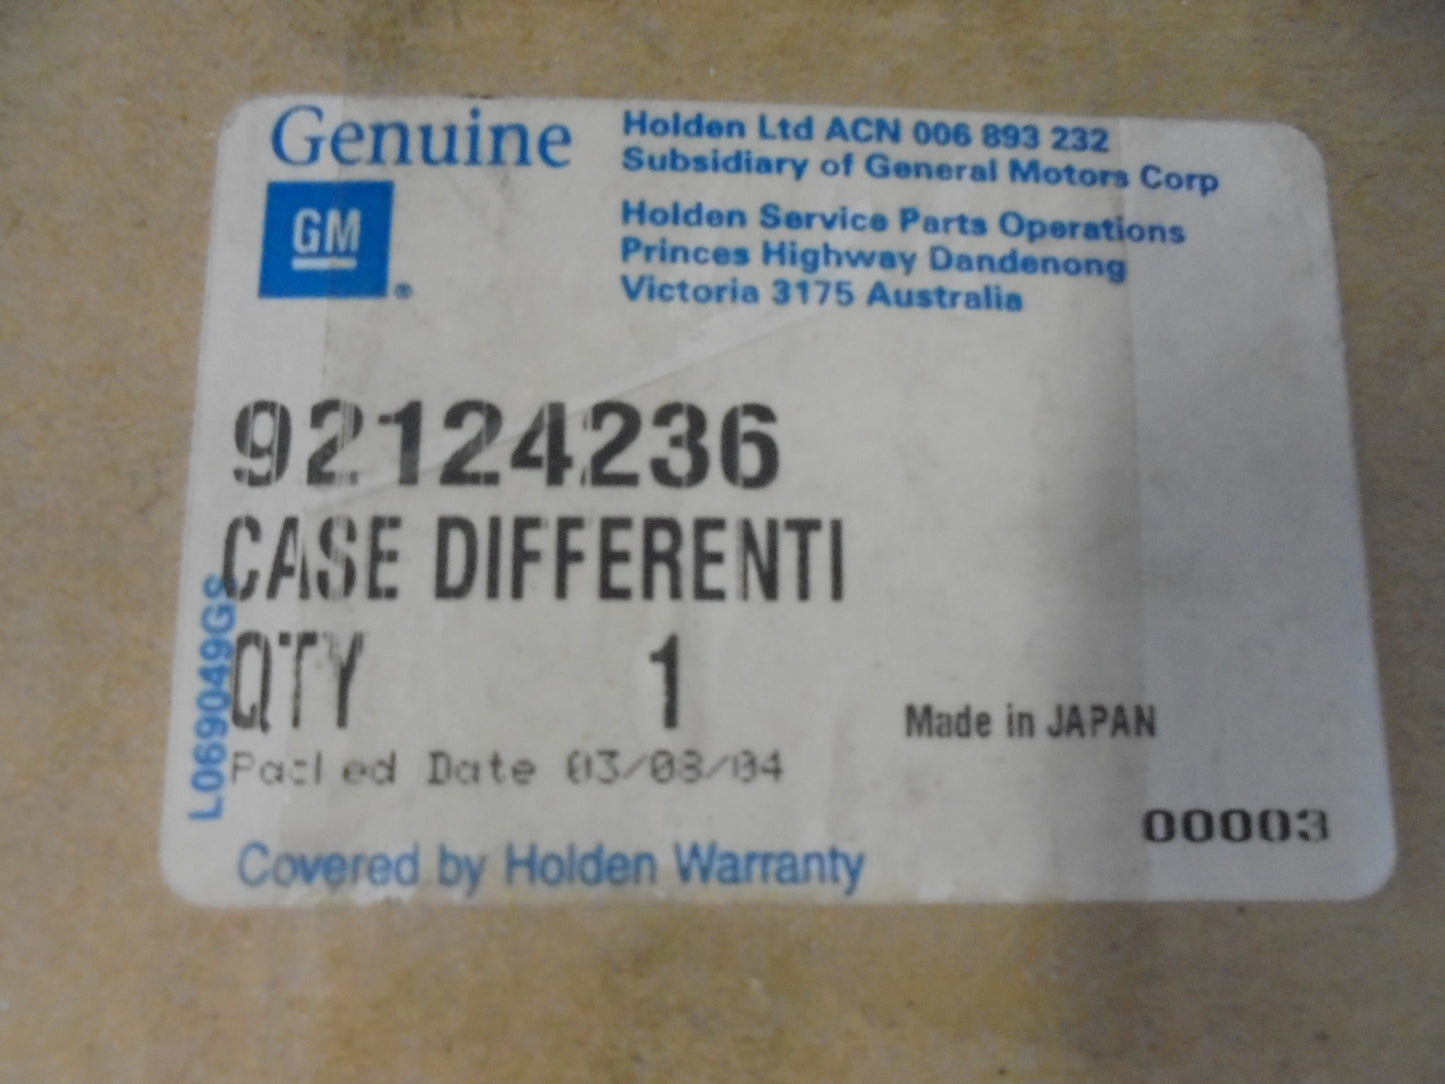 Genuine
GM
®
Holden Ltd ACN 006 893 232
Subsidiary of General Motors Corp
Holden Service Parts Operations
Princes Highway Dandenong
Victoria 3175 Australia
92124236
CASE DIFFERENTI
QTY 1
Made in JAPAN
Packed Date 03/08/04
00003
Covered by Holden Warranty
L069049GS